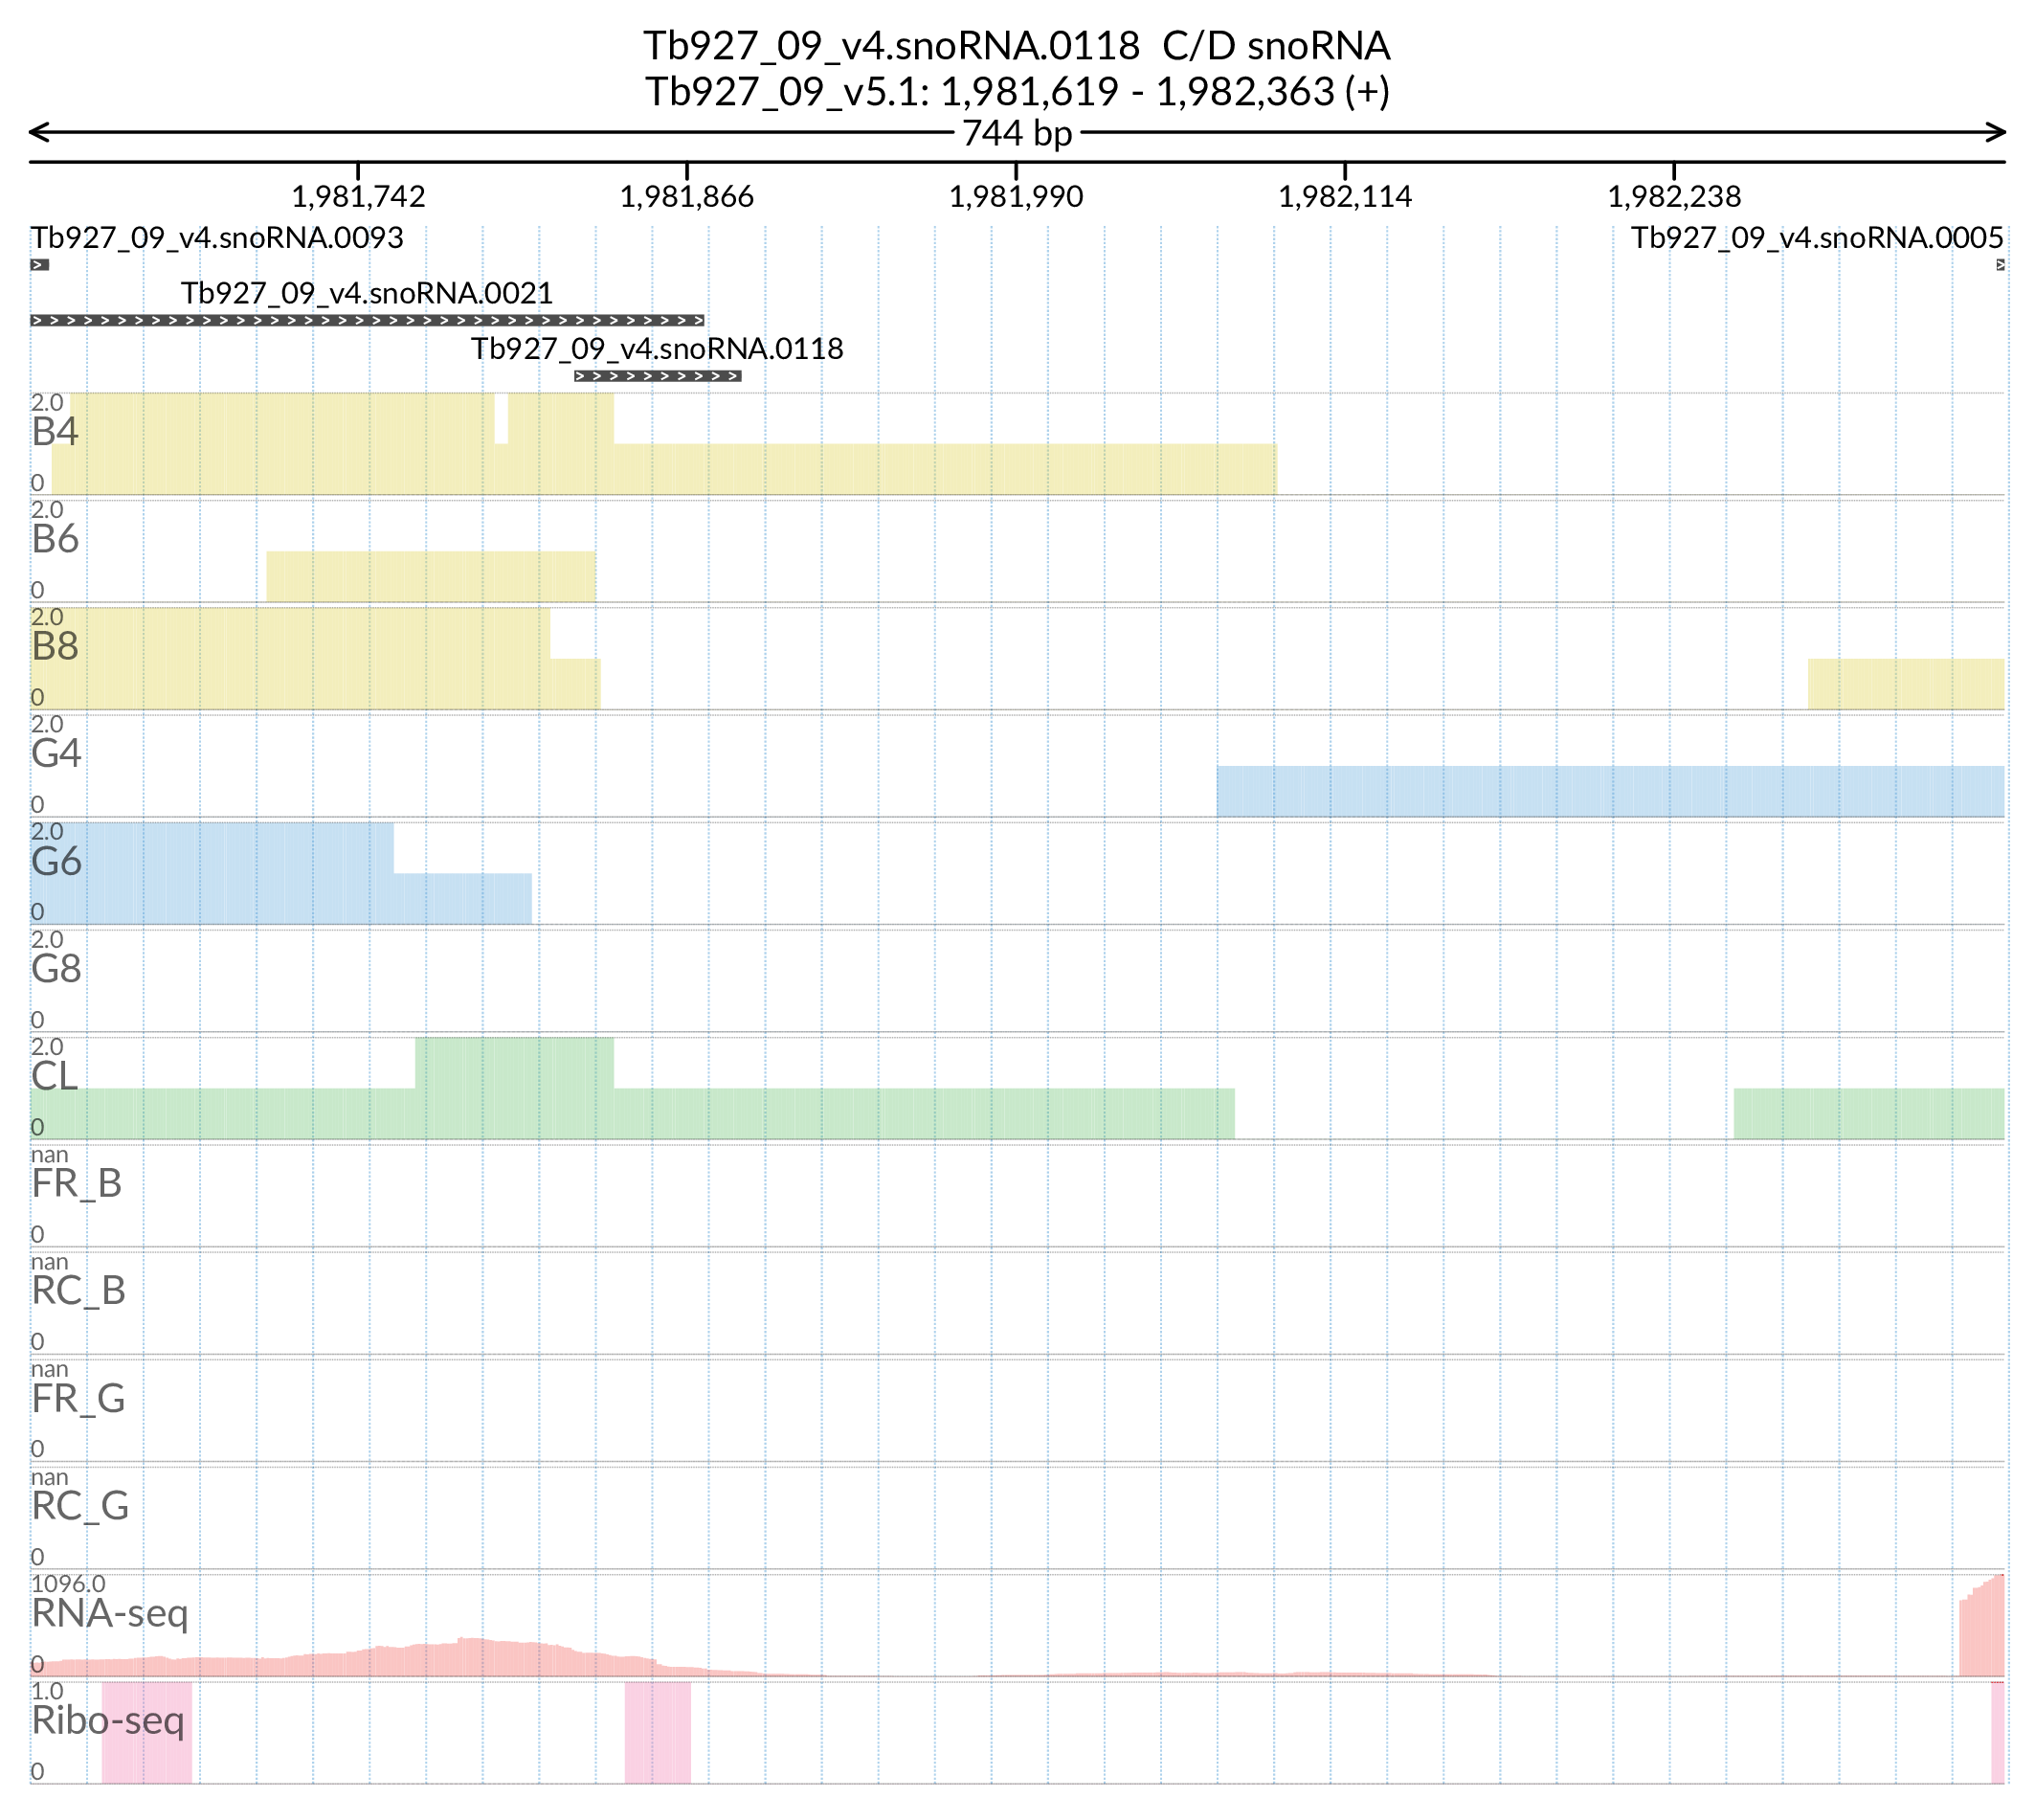 Tb927_09_v4.snoRNA.0118 C/D snoRNA
Tb927_09_v5.1: 1,981,619 - 1,982,363 (+)
744 bp
1,981,742 1,981,866 1,981,990 1,982,114 1,982,238
Tb927_09_v4.snoRNA.0093 Tb927_09_v4.snoRNA.0005
Tb927_09_v4.snoRNA.0021
Tb927_09_v4.snoRNA.0118
2.0
B4
0
2.0
B6
0
2.0
B8
0
2.0
G4
0
2.0
G6
0
2.0
G8
0
2.0
CL
0
nan
FR_B
0
nan
RC_B
0
nan
FR_G
0
nan
RC_G
0
1096.0
RNA-seq
0
1.0
Ribo-seq
0